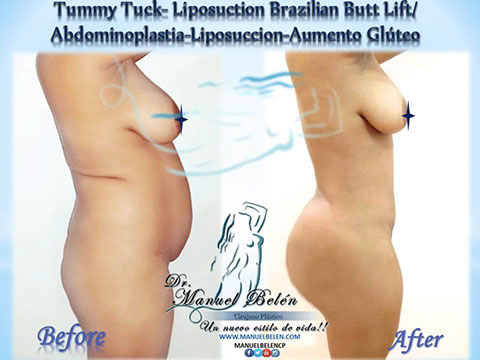 Tummy Tuck- Liposuction Brazilian Butt Lift/
Abdominoplastia-Liposuccion-Aumento Glúteo
Dr.
Manuel Belén
Cirujano Plástico
Un nuevo estilo de vida!!
WWW.MANUELBELEN.COM
MANUELBELENCP
Before
After